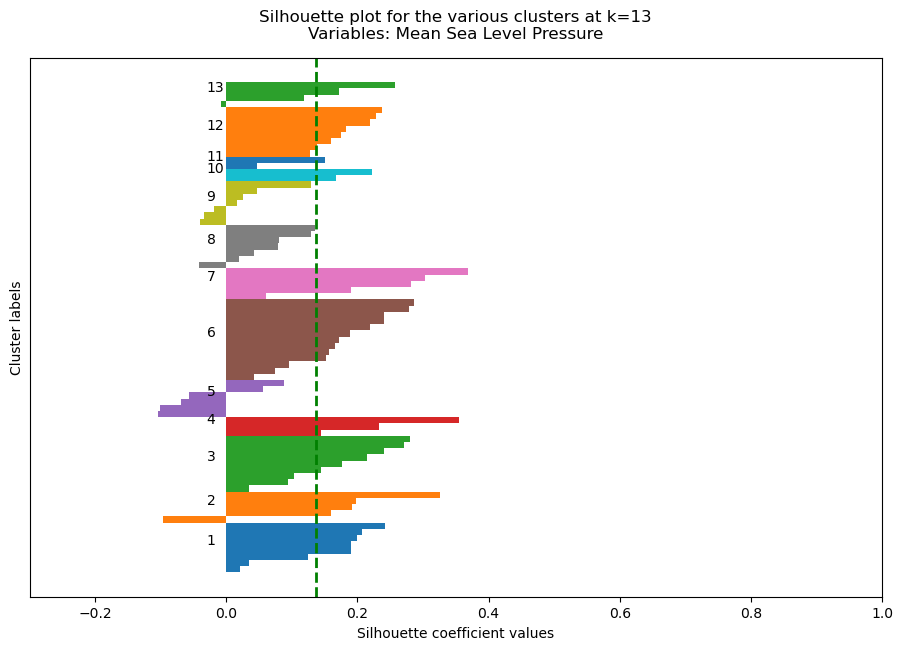 Silhouette plot for the various clusters at k=13
Variables: Mean Sea Level Pressure
13
12
11
10
9
8
7
6
5
4
3
2
1
Cluster labels
−0.2 0.0 0.2 0.4 0.6 0.8 1.0
Silhouette coefficient values